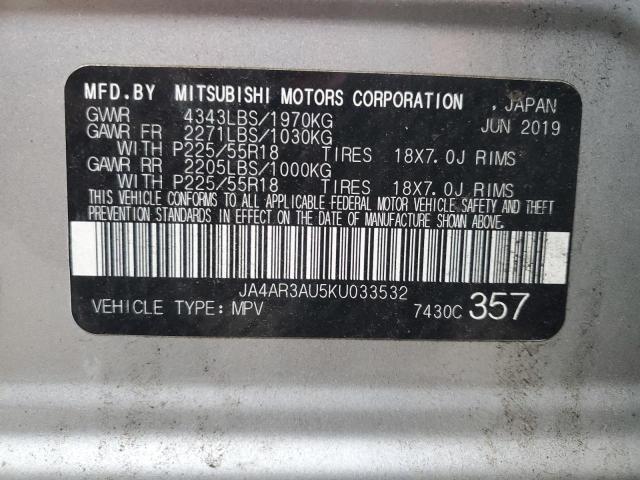 MFD.BY MITSUBISHI MOTORS CORPORATION , JAPAN
GVWR 4343LBS/1970KG JUN 2019
GAWR FR 2271LBS/1030KG
WITH P225/55R18 TIRES 18X7.0J RIMS
GAWR RR 2205LBS/1000KG
WITH P225/55R18 TIRES 18X7.0J RIMS
THIS VEHICLE CONFORMS TO ALL APPLICABLE FEDERAL MOTOR VEHICLE SAFETY AND THEFT
PREVENTION STANDARDS IN EFFECT ON THE DATE OF MANUFACTURE SHOWN ABOVE.
JA4AR3AU5KU033532
VEHICLE TYPE:MPV 7430C 357